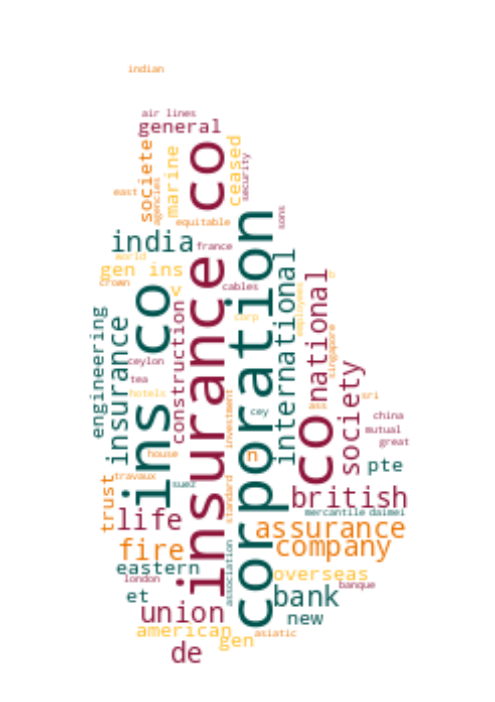 indian
air lines
general
societe
marine
ceased
security
co
east
agencies
equitable
sons
india
france
corporation
world
gen ins
crown
v
cables
international
national
insurance
ins co
corp
employees
engineering
insurance
construction
singapore
ceylon
tea
hotels
investment
cey
ass
society
sri
china
mutual
great
co
house
n
pte
travaux
suez
trust
standard
british
life
mercantile
daimei
assurance
fire
company
eastern
association
overseas
london
banque
et
bank
union
new
american
gen
asiatic
de